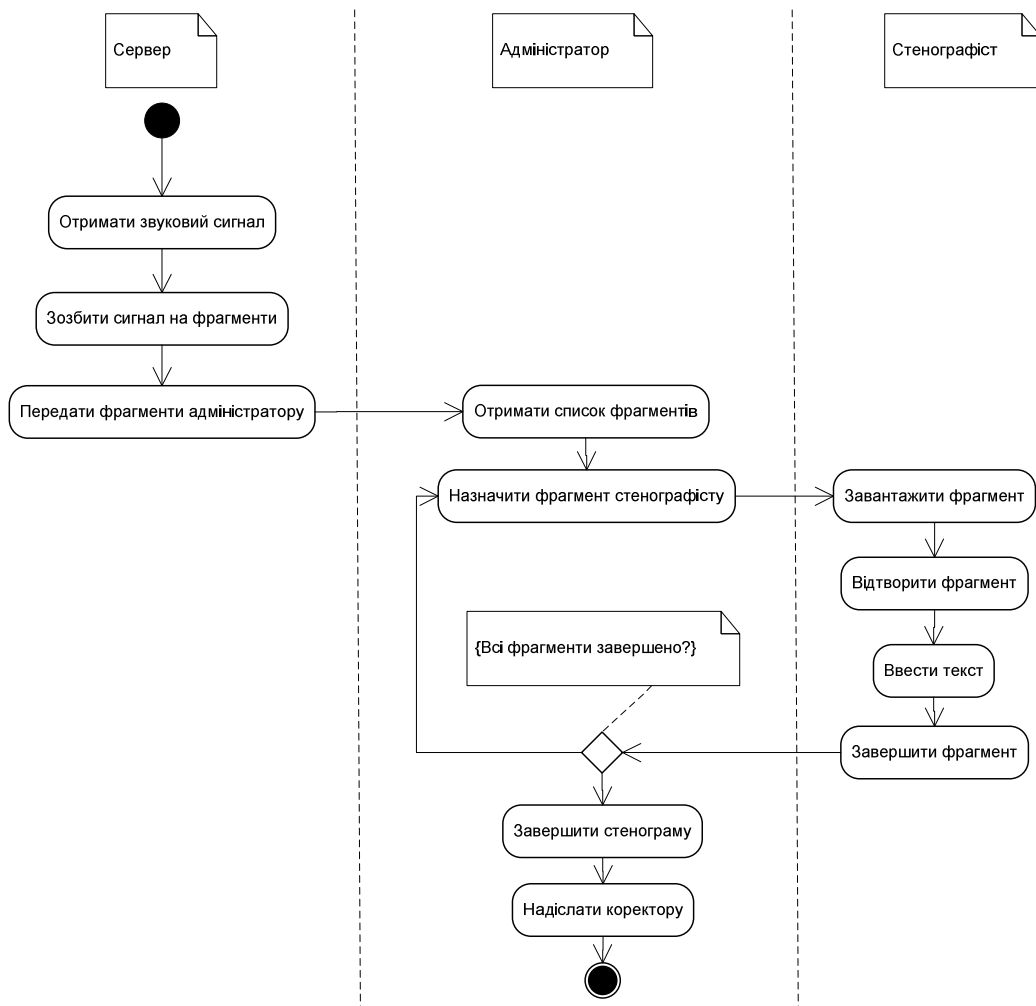 Сервер
Адміністратор
Стенографіст
Отримати звуковий сигнал
Зозбити сигнал на фрагменти
Передати фрагменти адміністратору
Отримати список фрагментів
Назначити фрагмент стенографісту
Завантажити фрагмент
Відтворити фрагмент
{Всі фрагменти завершено?}
Ввести текст
Завершити фрагмент
Завершити стенограму
Надіслати коректору